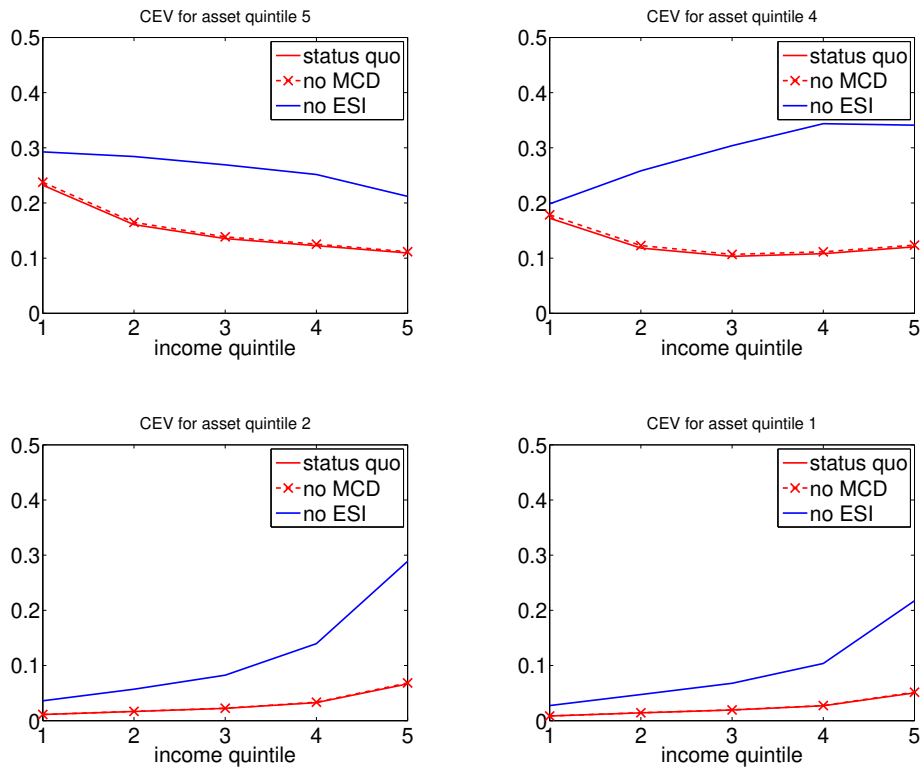 CEV for asset quintile 5
0.5
0.4
0.3
0.2
0.1
0
status quo
no MCD
no ESI
1 2 3 4 5
income quintile
CEV for asset quintile 4
0.5
0.4
0.3
0.2
0.1
0
status quo
no MCD
no ESI
1 2 3 4 5
income quintile
CEV for asset quintile 2
0.5
0.4
0.3
0.2
0.1
0
status quo
no MCD
no ESI
1 2 3 4 5
income quintile
CEV for asset quintile 1
0.5
0.4
0.3
0.2
0.1
0
status quo
no MCD
no ESI
1 2 3 4 5
income quintile